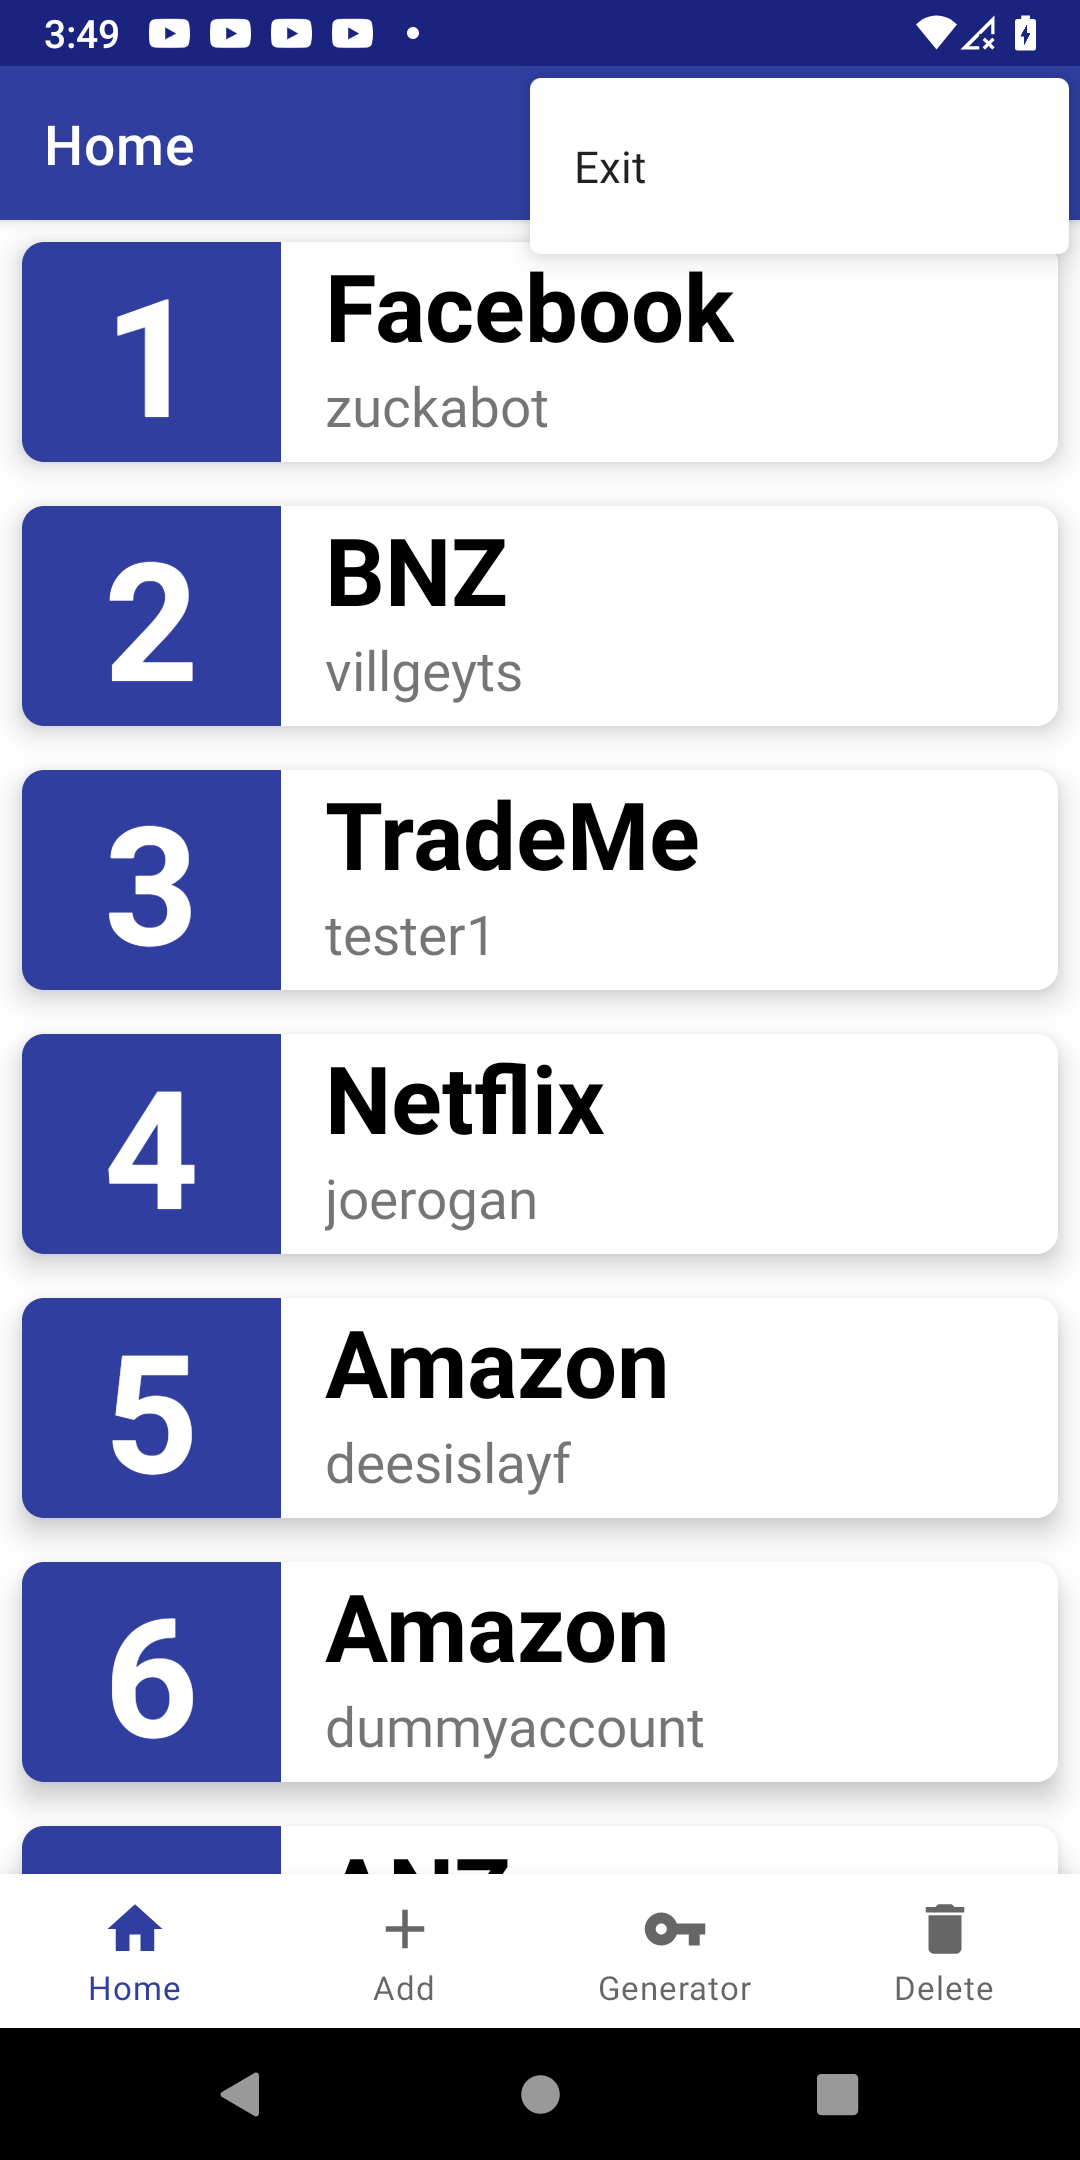 3:49
Home
Exit
1
Facebook
zuckabot
2
BNZ
villgeyts
3
TradeMe
tester1
4
Netflix
joerogan
5
Amazon
deesislayf
6
Amazon
dummyaccount
ANZ
Home
Add
Generator
Delete